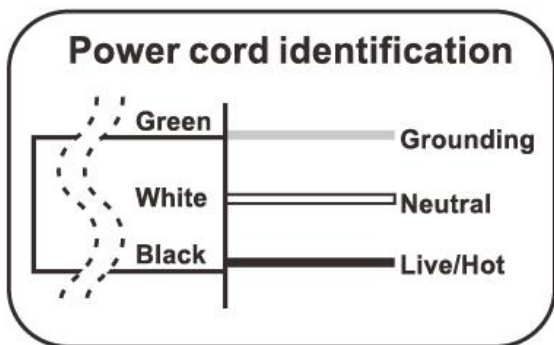 Power cord identification
Green
Grounding
White
Neutral
Black
Live/Hot